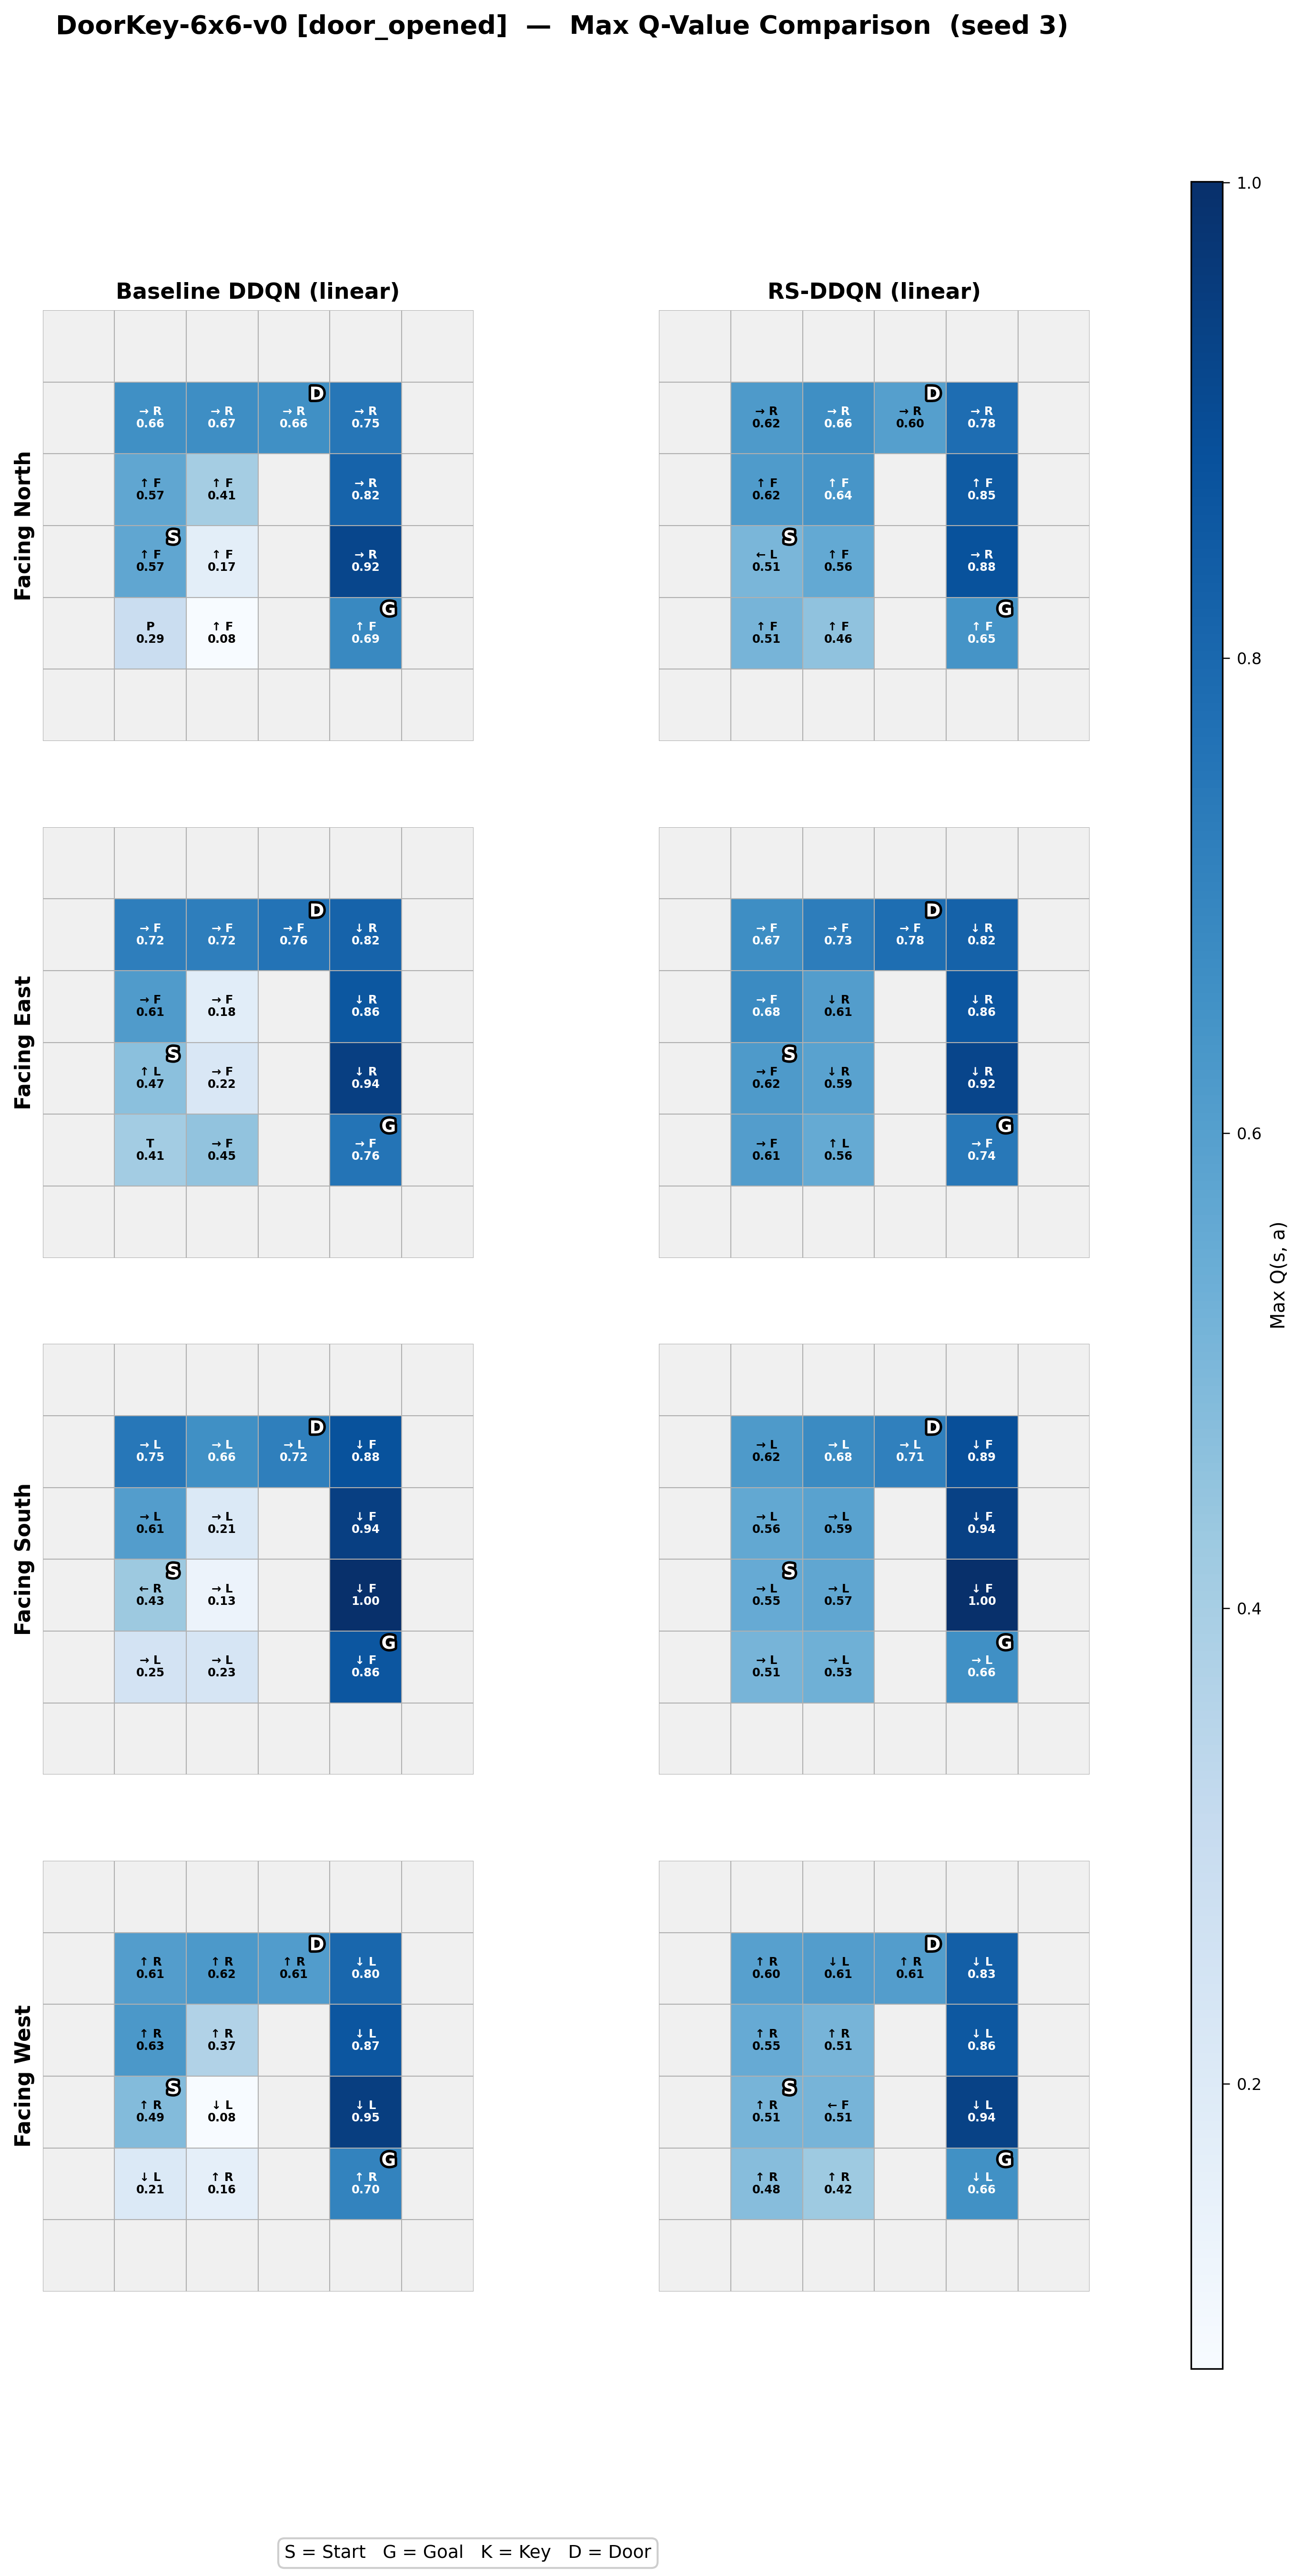 DoorKey-6x6-v0 [door_opened] — Max Q-Value Comparison (seed 3)
1.0
Baseline DDQN (linear) RS-DDQN (linear)
Facing North
D D
→ R → R → R → R → R → R → R → R
0.66 0.67 0.66 0.75 0.62 0.66 0.60 0.78
↑ F ↑ F → R ↑ F ↑ F ↑ F
0.57 0.41 0.82 0.62 0.64 0.85
S S
↑ F ↑ F → R ← L ↑ F → R
0.57 0.17 0.92 0.51 0.56 0.88
G G
P ↑ F ↑ F ↑ F ↑ F ↑ F
0.29 0.08 0.69 0.51 0.46 0.65
0.8
Facing East
D D
→ F → F → F ↓ R → F → F → F ↓ R
0.72 0.72 0.76 0.82 0.67 0.73 0.78 0.82
→ F → F ↓ R → F ↓ R ↓ R
0.61 0.18 0.86 0.68 0.61 0.86
S S
↑ L → F ↓ R → F ↓ R ↓ R
0.47 0.22 0.94 0.62 0.59 0.92
G G
T → F → F → F ↑ L → F
0.41 0.45 0.76 0.61 0.56 0.74
0.6
Max Q(s, a)
Facing South
D D
→ L → L → L ↓ F → L → L → L ↓ F
0.75 0.66 0.72 0.88 0.62 0.68 0.71 0.89
→ L → L ↓ F → L → L ↓ F
0.61 0.21 0.94 0.56 0.59 0.94
S S
← R → L ↓ F → L → L ↓ F
0.43 0.13 1.00 0.55 0.57 1.00
0.4
G G
→ L → L ↓ F → L → L → L
0.25 0.23 0.86 0.51 0.53 0.66
Facing West
D D
↑ R ↑ R ↑ R ↓ L ↑ R ↓ L ↑ R ↓ L
0.61 0.62 0.61 0.80 0.60 0.61 0.61 0.83
↑ R ↑ R ↓ L ↑ R ↑ R ↓ L
0.63 0.37 0.87 0.55 0.51 0.86
0.2
S S
↑ R ↓ L ↓ L ↑ R ← F ↓ L
0.49 0.08 0.95 0.51 0.51 0.94
G G
↓ L ↑ R ↑ R ↑ R ↑ R ↓ L
0.21 0.16 0.70 0.48 0.42 0.66
S = Start G = Goal K = Key D = Door